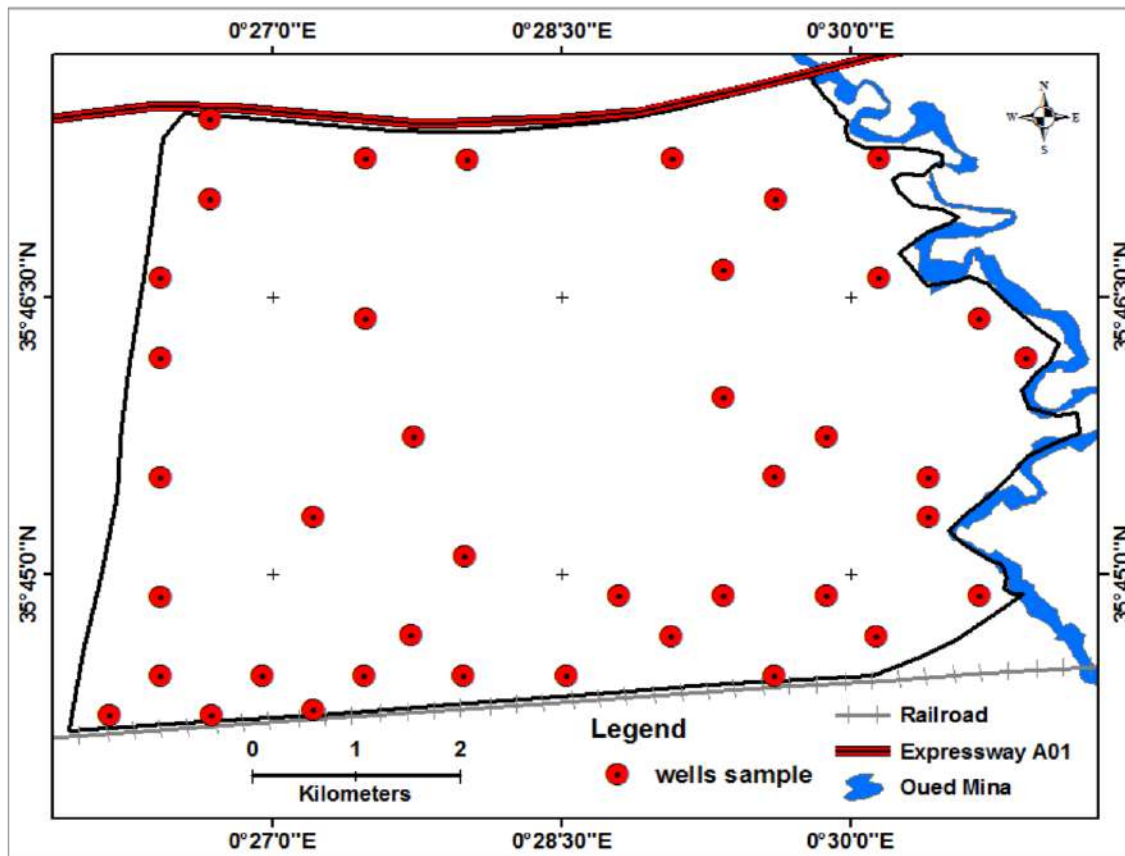 0°27'0"E 0°28'30"E 0°30'0"E
N
W E
S
35°46'30"N 35°46'30"N
35°45'0"N 35°45'0"N
0 1 2
Kilometers
Legend
wells sample
Railroad
Expressway A01
Oued Mina
0°27'0"E 0°28'30"E 0°30'0"E